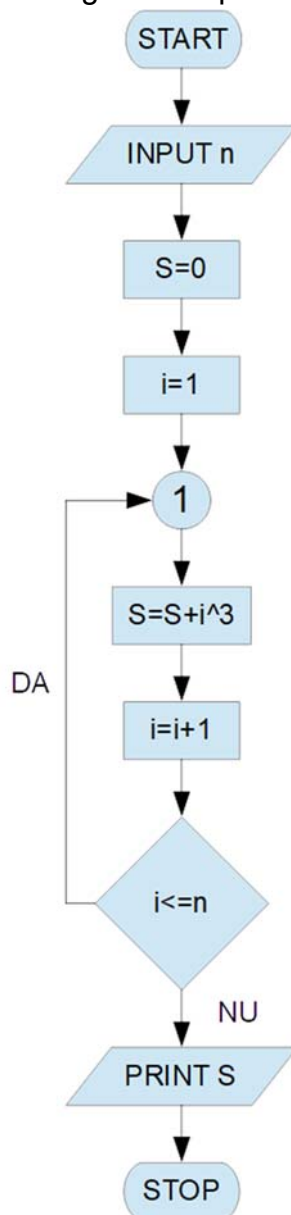 START
INPUT n
S=0
i=1
1
S=S+i^3
DA
i=i+1
i<=n
NU
PRINT S
STOP